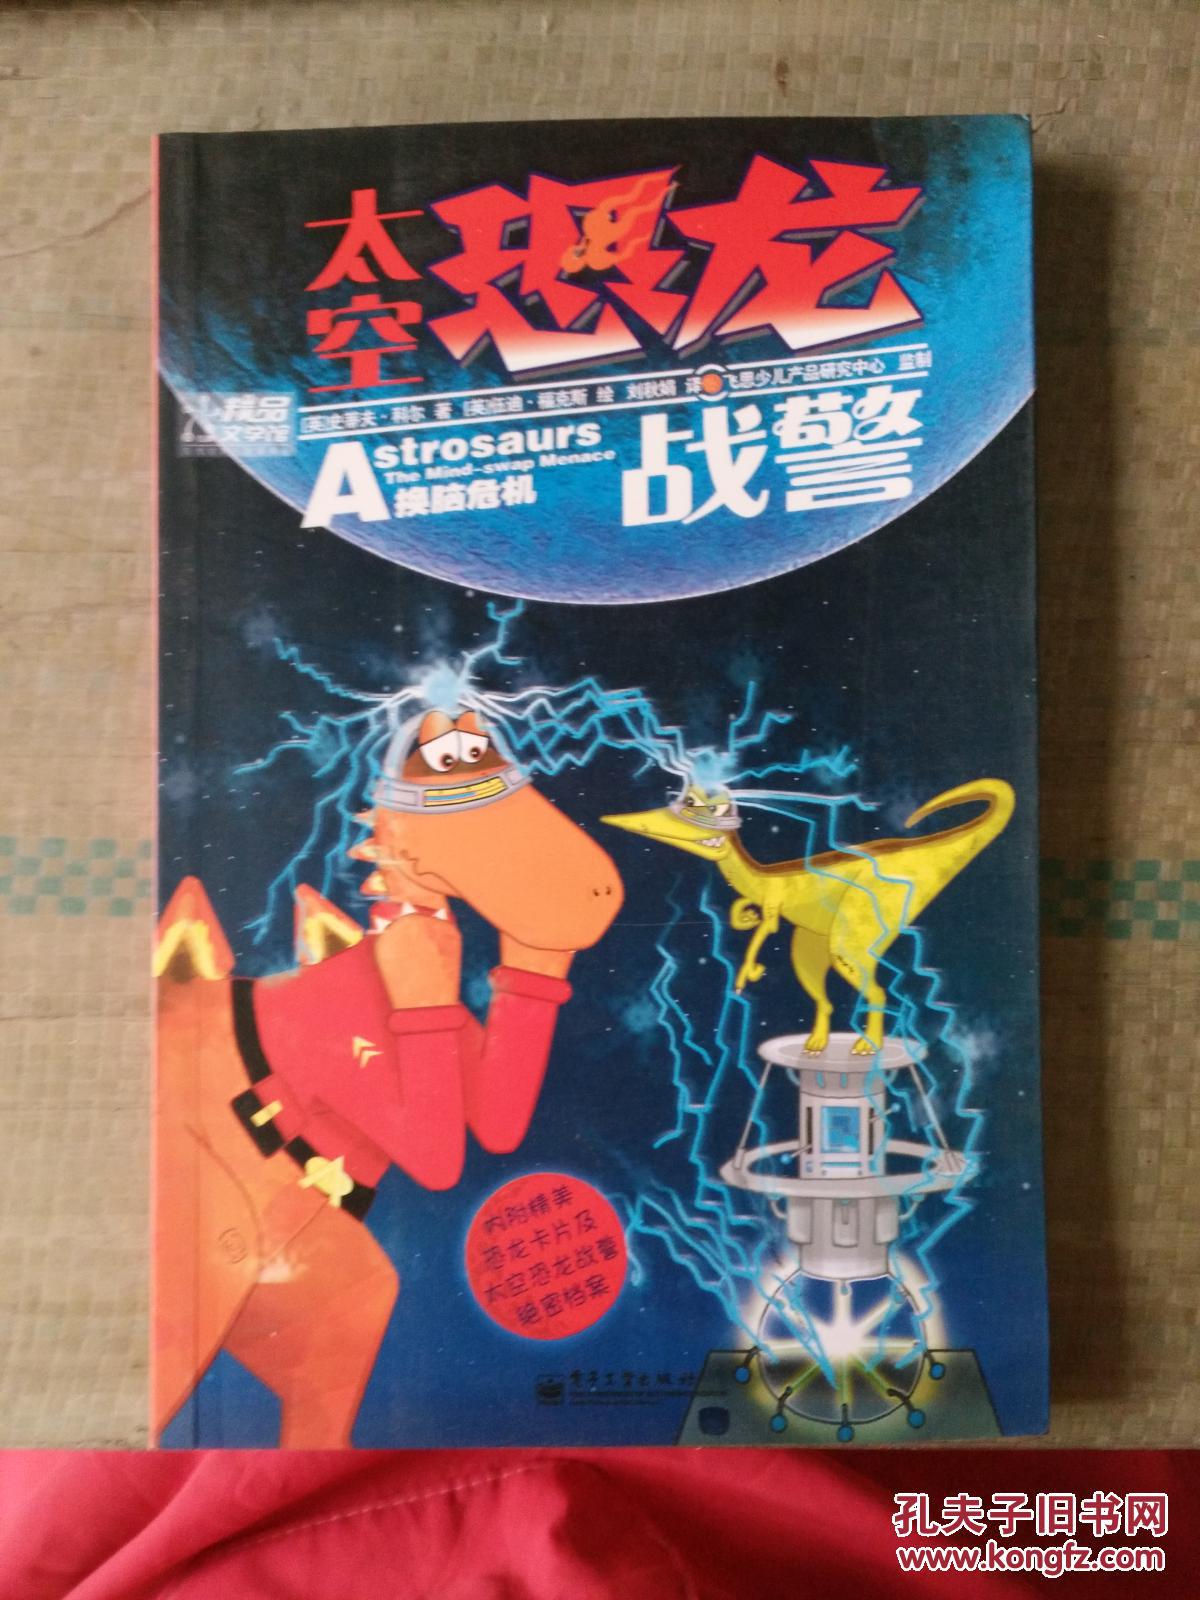 太空
恐龙
战警
[英]史蒂夫·科尔 著 [英]伍迪·福克斯 绘 刘秋娟 译 飞思少儿产品研究中心 监制
精品
文学馆
Astrosaurs
The Mind-swap Menace
换脑危机
内附精美
恐龙卡片及
太空恐龙战警
绝密档案
电子工业出版社
孔夫子旧书网
www.kongfz.com